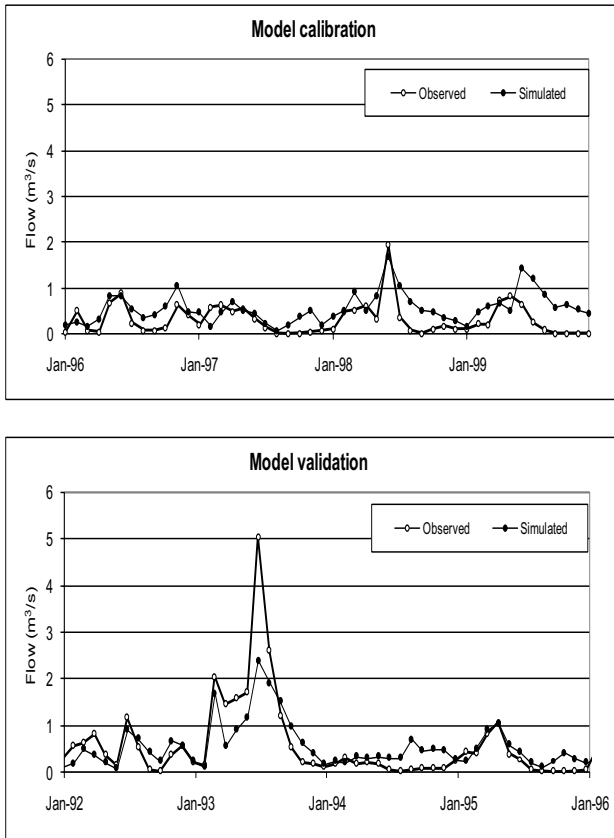 Model calibration
6
5
4
3
2
1
0
Flow (m³/s)
Observed
Simulated
Jan-96 Jan-97 Jan-98 Jan-99
Model validation
6
5
4
3
2
1
0
Flow (m³/s)
Observed
Simulated
Jan-92 Jan-93 Jan-94 Jan-95 Jan-96